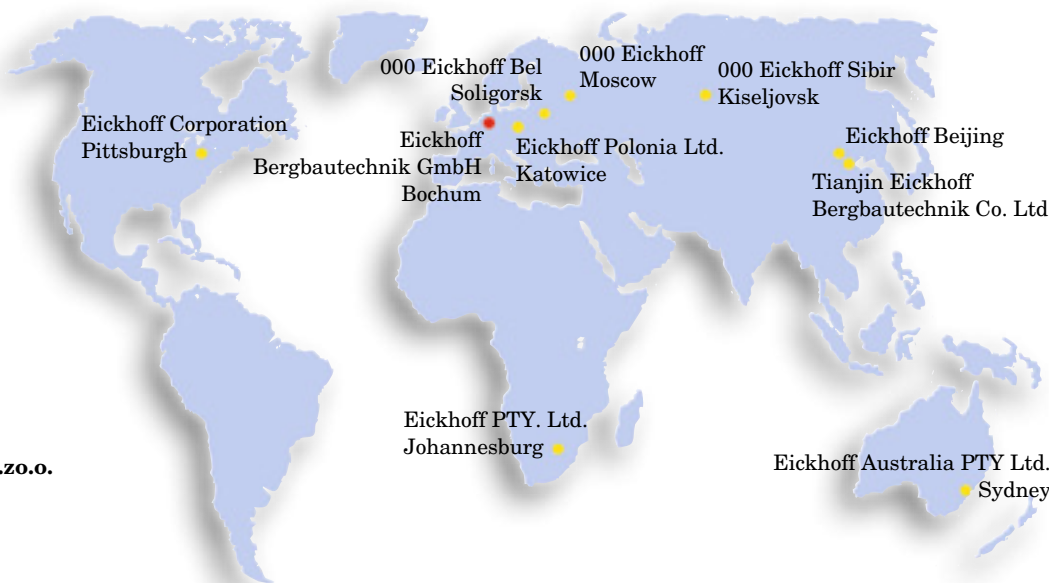 000 Eickhoff Bel
Soligorsk
000 Eickhoff
Moscow
000 Eickhoff Sibir
Kiseljovsk
Eickhoff Corporation
Pittsburgh
Eickhoff
Bergbautechnik GmbH
Bochum
Eickhoff Polonia Ltd.
Katowice
Eickhoff Beijing
Tianjin Eickhoff
Bergbautechnik Co. Ltd
Eickhoff PTY. Ltd.
Johannesburg
.zo.o.
Eickhoff Australia PTY Ltd.
Sydney